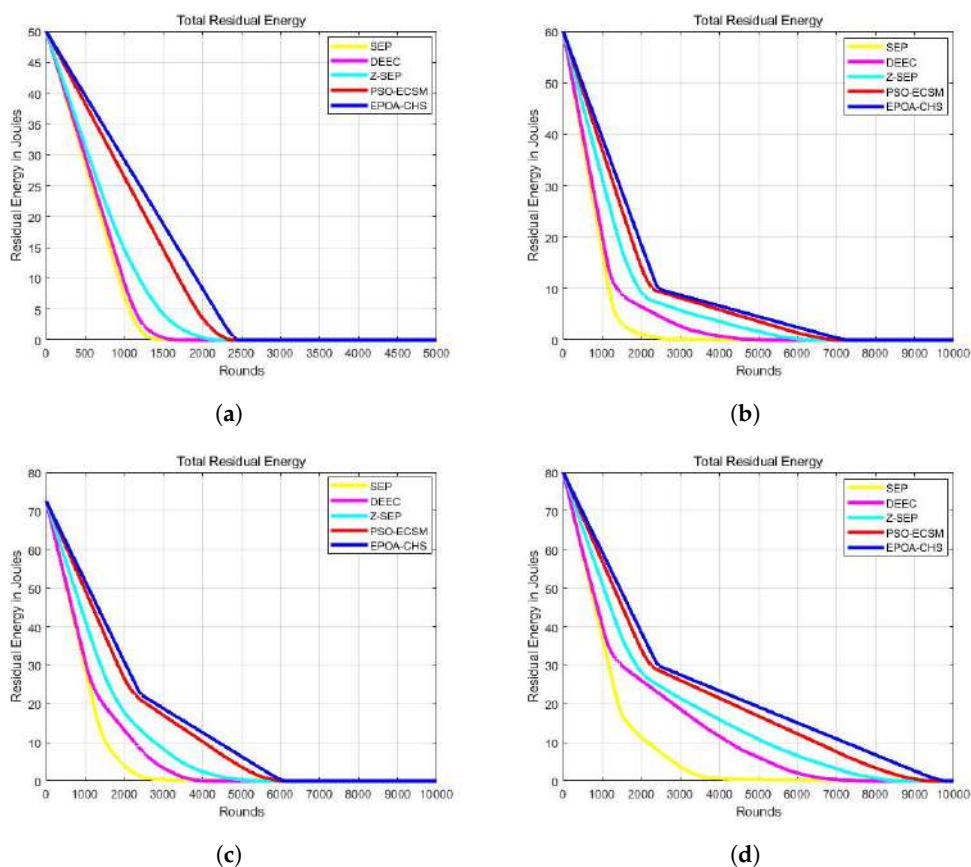 Total Residual Energy
Residual Energy in Joules
50
45
40
35
30
25
20
15
10
5
0
SEP
DEEC
Z-SEP
PSO-ECSM
EPOA-CHS
0 500 1000 1500 2000 2500 3000 3500 4000 4500 5000
Rounds
(a)
Total Residual Energy
Residual Energy in Joules
60
50
40
30
20
10
0
SEP
DEEC
Z-SEP
PSO-ECSM
EPOA-CHS
0 1000 2000 3000 4000 5000 6000 7000 8000 9000 10000
Rounds
(b)
Total Residual Energy
Residual Energy in Joules
80
70
60
50
40
30
20
10
0
SEP
DEEC
Z-SEP
PSO-ECSM
EPOA-CHS
0 1000 2000 3000 4000 5000 6000 7000 8000 9000 10000
Rounds
(c)
Total Residual Energy
Residual Energy in Joules
80
70
60
50
40
30
20
10
0
SEP
DEEC
Z-SEP
PSO-ECSM
EPOA-CHS
0 1000 2000 3000 4000 5000 6000 7000 8000 9000 10000
Rounds
(d)